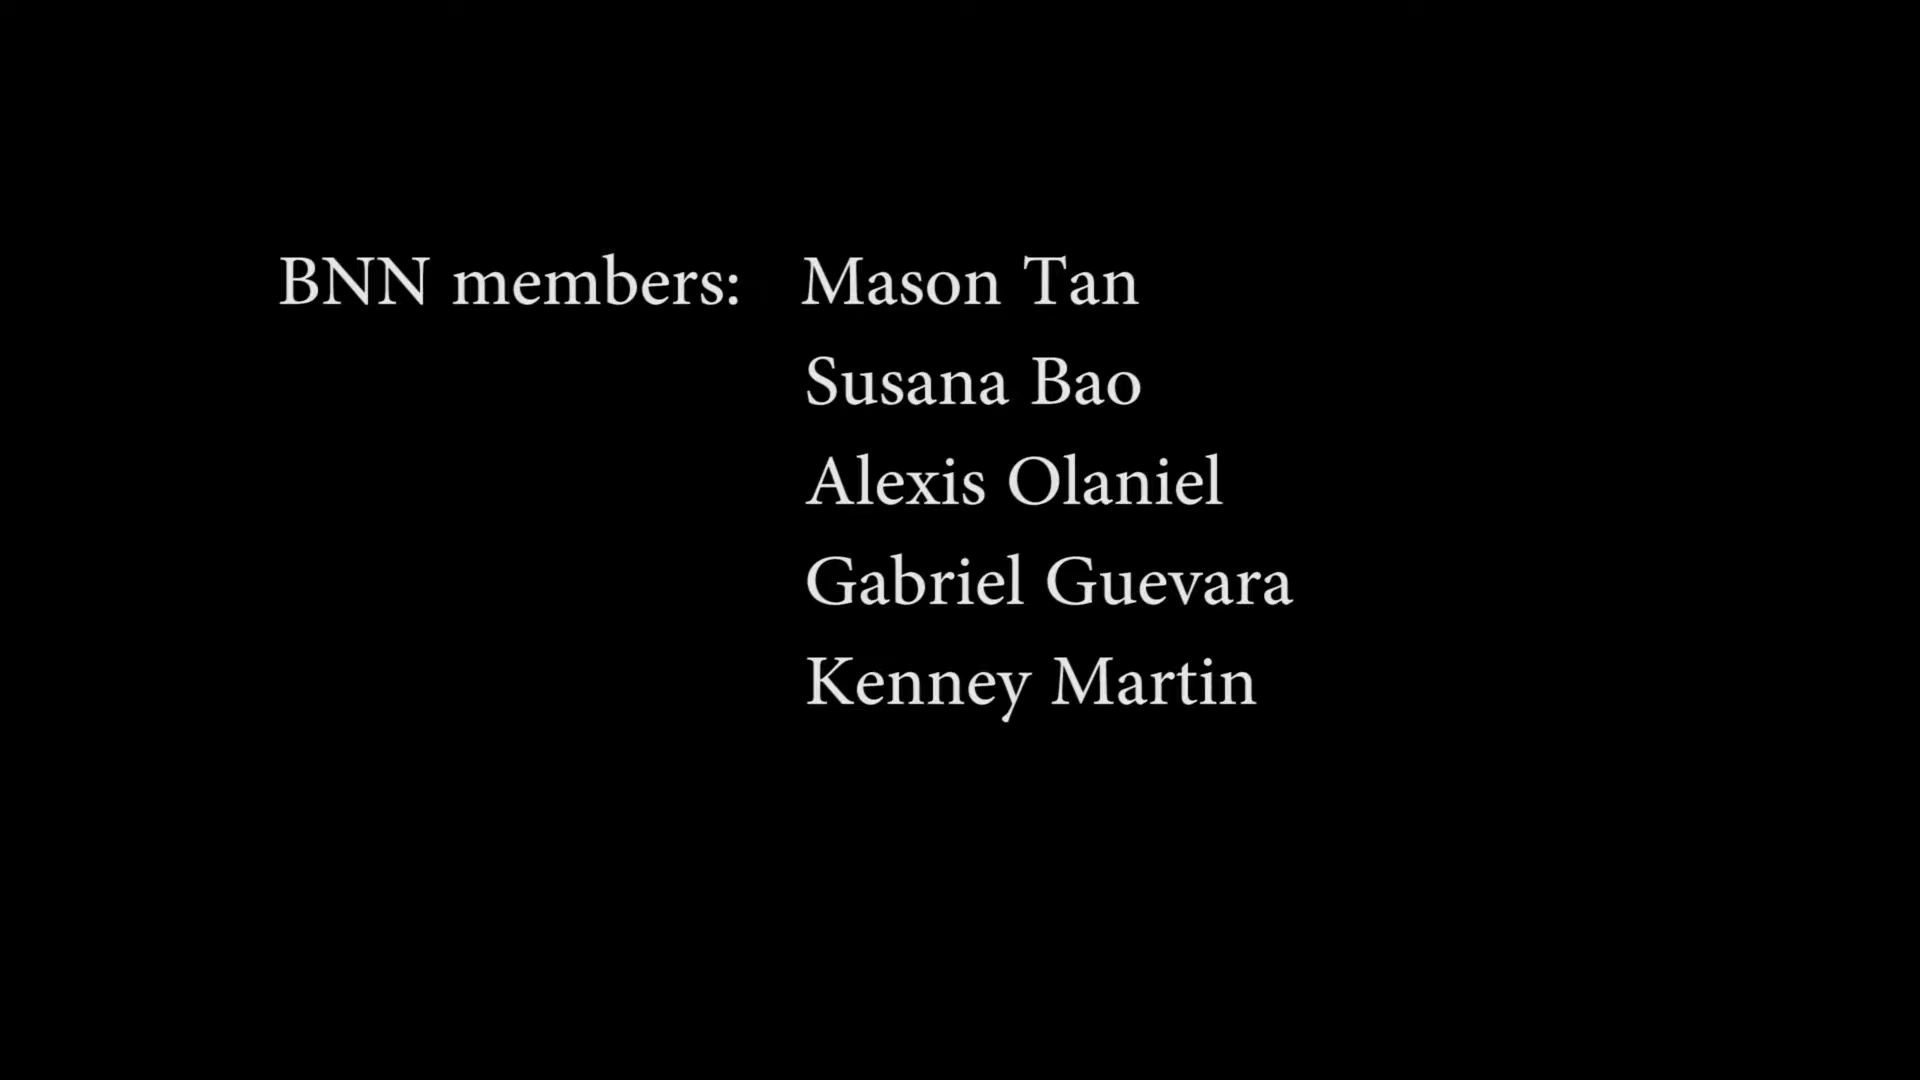 BNN members: Mason Tan
Susana Bao
Alexis Olaniel
Gabriel Guevara
Kenney Martin